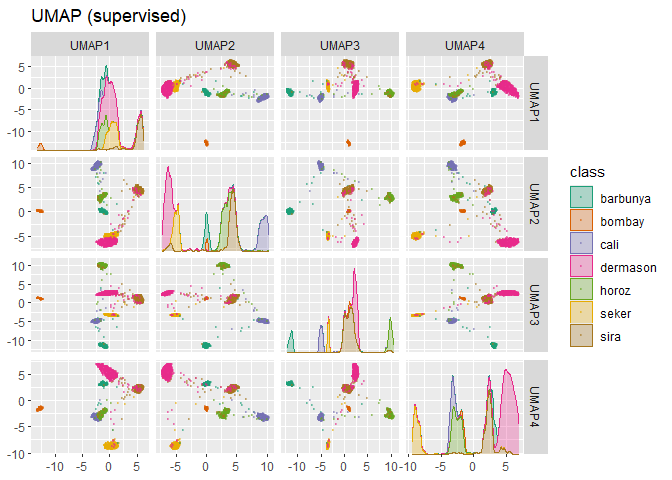 UMAP (supervised)
UMAP1 UMAP2 UMAP3 UMAP4
5
0
-5
-10
UMAP1
10
5
0
-5
UMAP2
10
5
0
-5
-10
UMAP3
5
0
-5
-10
UMAP4
-10 -5 0 5 -5 0 5 10 -10 -5 0 5 10 -10 -5 0 5
class
barbunya
bombay
cali
dermason
horoz
seker
sira